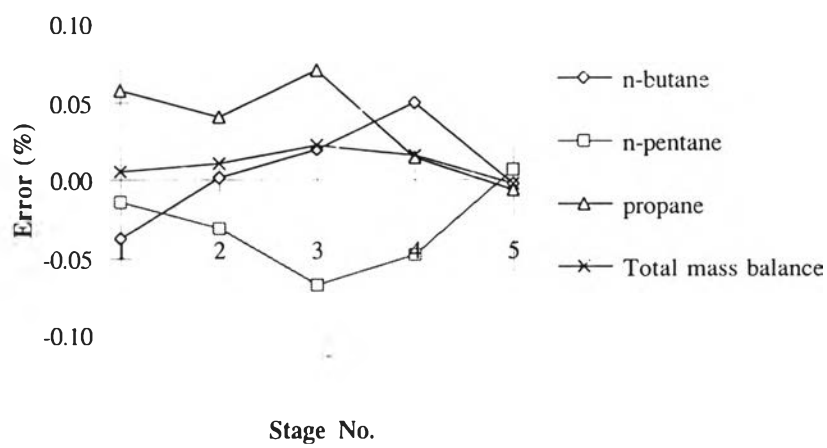 0.10
0.05
0.00
-0.05
-0.10
Error (%)
1 2 3 4 5
Stage No.
n-butane
n-pentane
propane
Total mass balance